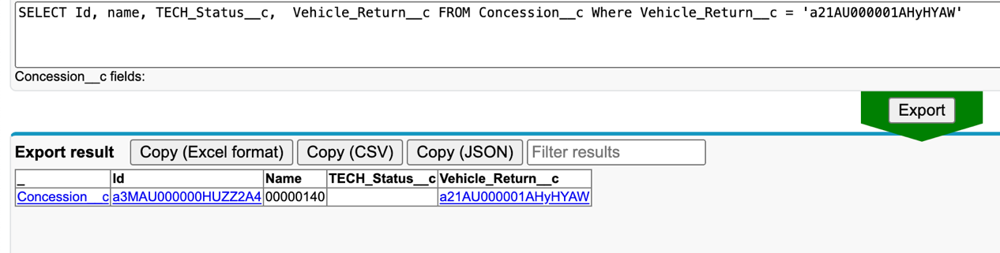 SELECT Id, name, TECH_Status__c,  Vehicle_Return__c FROM Concession__c Where Vehicle_Return__c = 'a21AU000001AHyHYAW'
Concession__c fields:
Export
Export result Copy (Excel format) Copy (CSV) Copy (JSON) Filter results
_ Id Name TECH_Status__c Vehicle_Return__c
Concession__c a3MAU000000HUZZ2A4 00000140 a21AU000001AHyHYAW